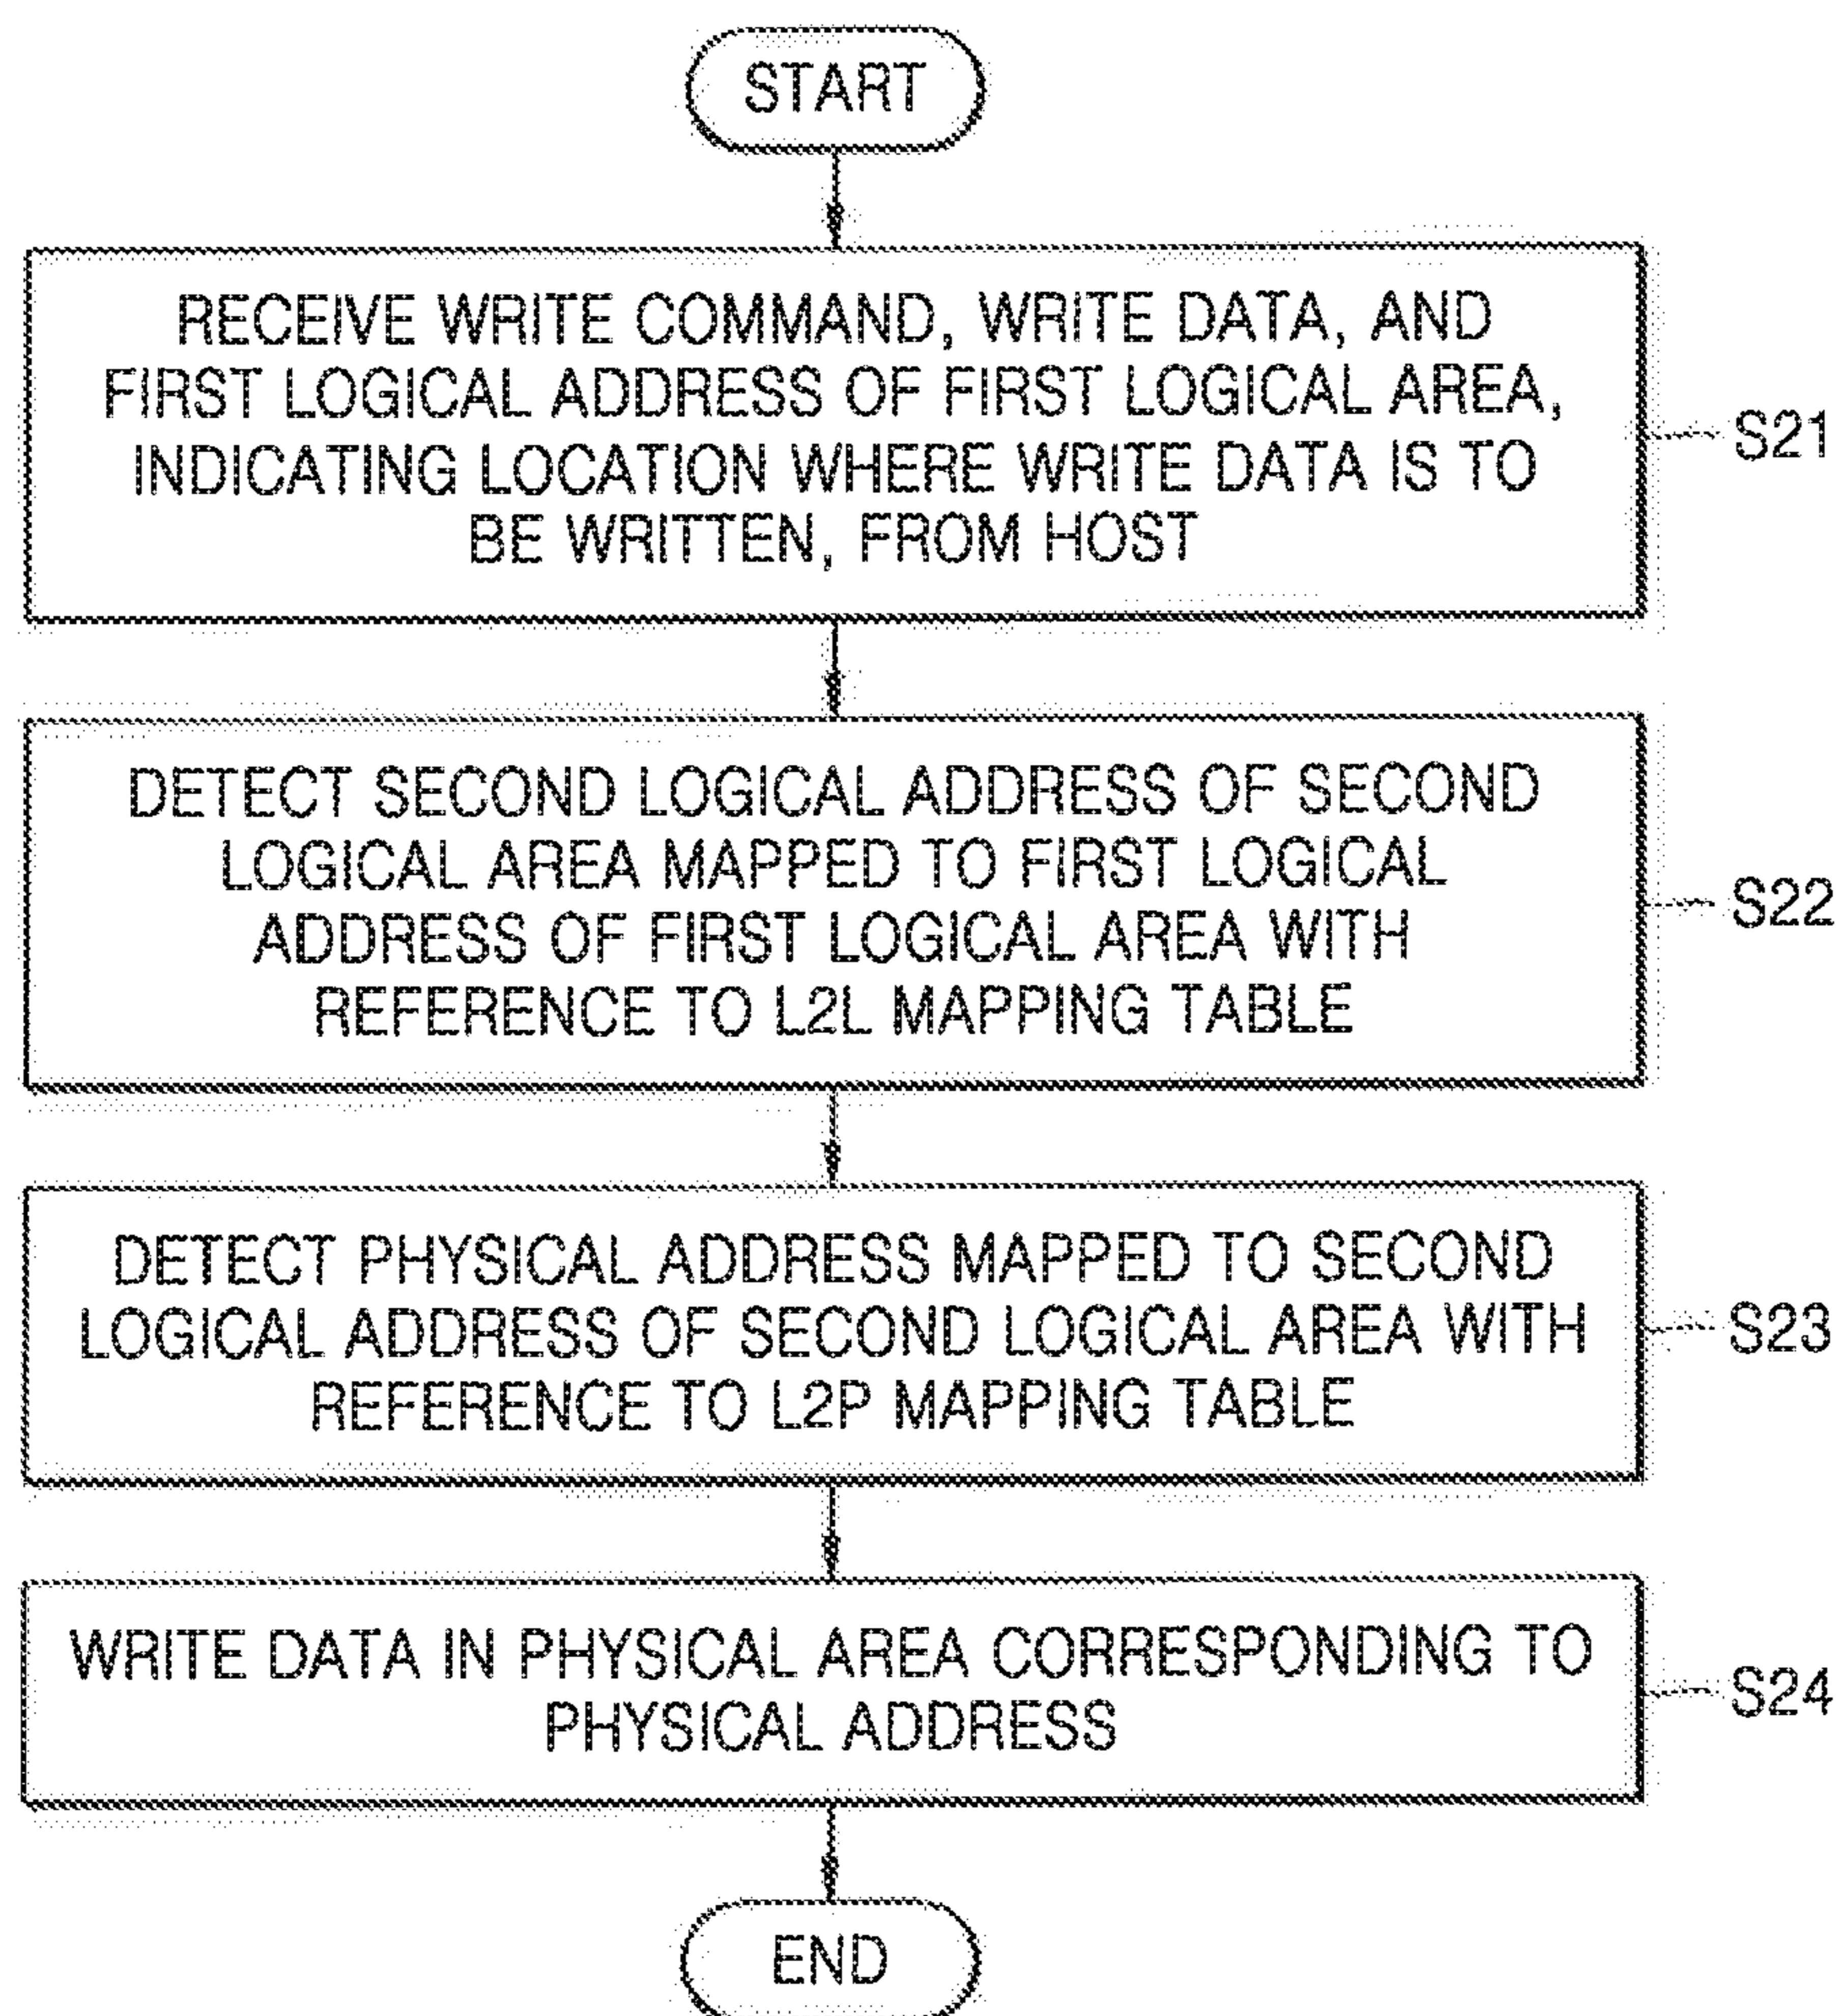 START
RECEIVE WRITE COMMAND, WRITE DATA, AND
FIRST LOGICAL ADDRESS OF FIRST LOGICAL AREA,
INDICATING LOCATION WHERE WRITE DATA IS TO
BE WRITTEN, FROM HOST
S21
DETECT SECOND LOGICAL ADDRESS OF SECOND
LOGICAL AREA MAPPED TO FIRST LOGICAL
ADDRESS OF FIRST LOGICAL AREA WITH
REFERENCE TO L2L MAPPING TABLE
S22
DETECT PHYSICAL ADDRESS MAPPED TO SECOND
LOGICAL ADDRESS OF SECOND LOGICAL AREA WITH
REFERENCE TO L2P MAPPING TABLE
S23
WRITE DATA IN PHYSICAL AREA CORRESPONDING TO
PHYSICAL ADDRESS
S24
END